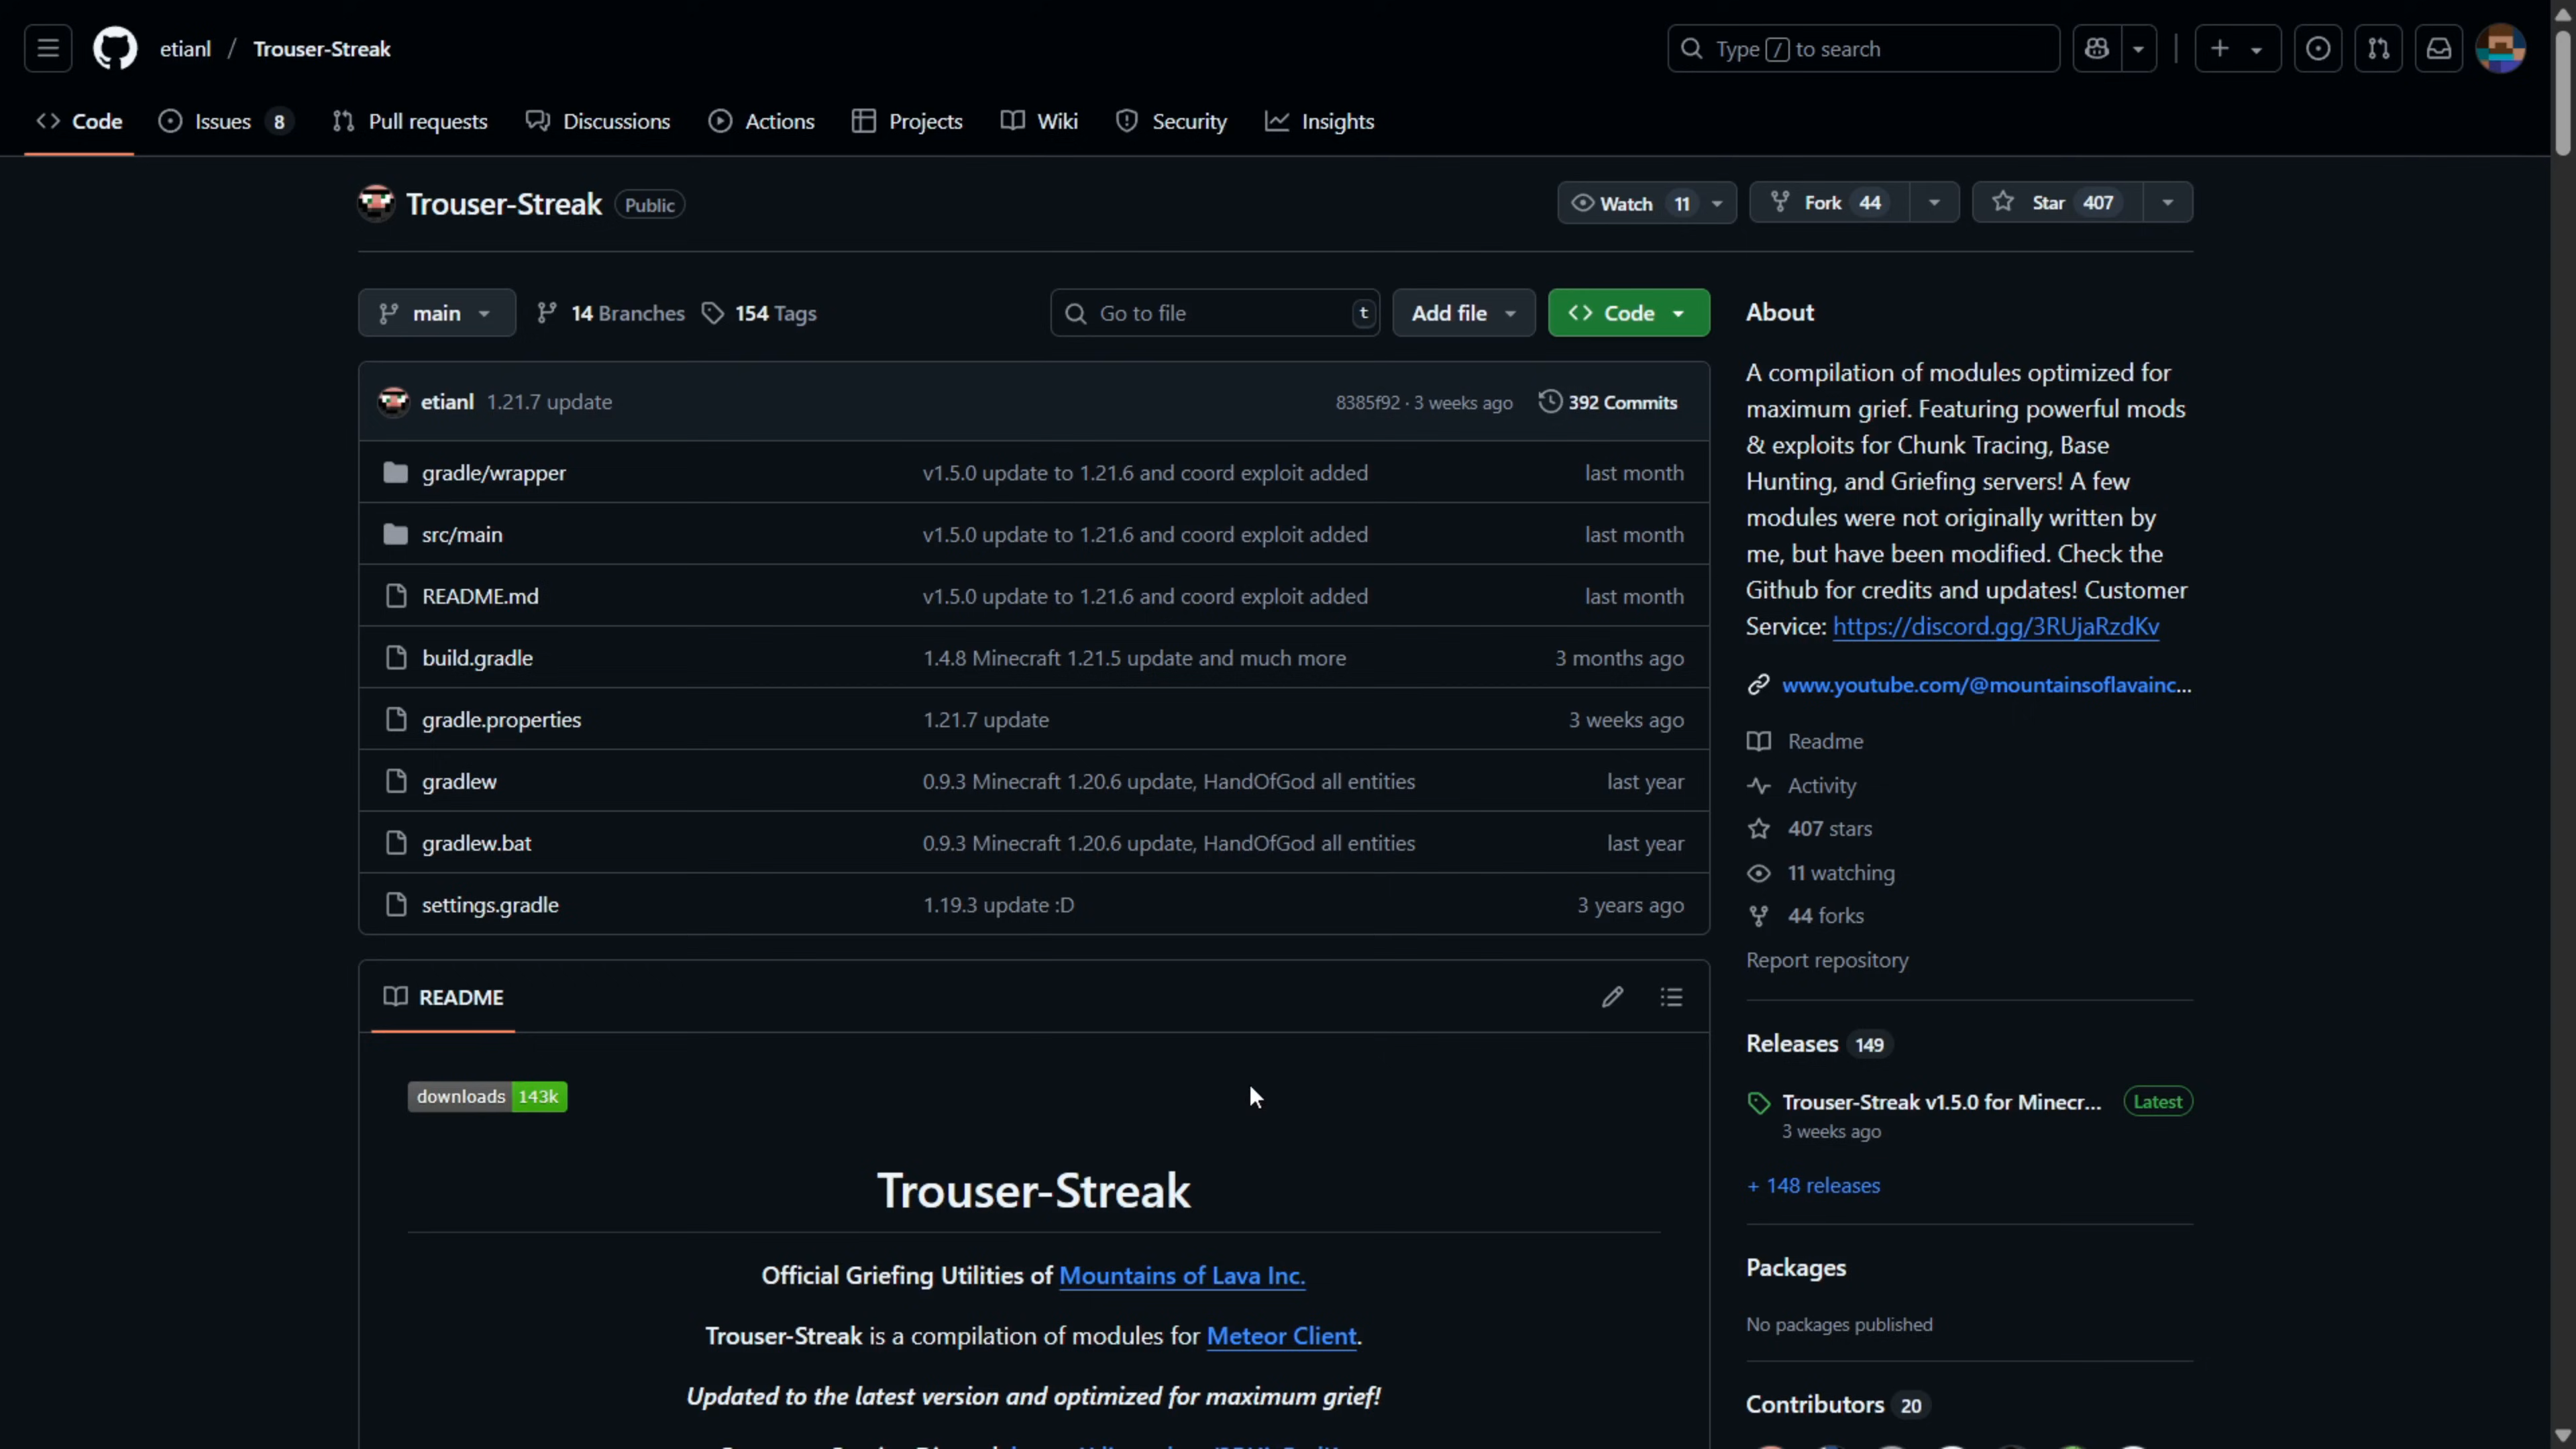 etianl / Trouser-Streak
Type / to search
Code
Issues 8
Pull requests
Discussions
Actions
Projects
Wiki
Security
Insights
Trouser-Streak Public
Watch 11
Fork 44
Star 407
main
14 Branches
154 Tags
Go to file t
Add file
Code
etianl 1.21.7 update 8385f92 · 3 weeks ago 392 Commits
gradle/wrapper v1.5.0 update to 1.21.6 and coord exploit added last month
src/main v1.5.0 update to 1.21.6 and coord exploit added last month
README.md v1.5.0 update to 1.21.6 and coord exploit added last month
build.gradle 1.4.8 Minecraft 1.21.5 update and much more 3 months ago
gradle.properties 1.21.7 update 3 weeks ago
gradlew 0.9.3 Minecraft 1.20.6 update, HandOfGod all entities last year
gradlew.bat 0.9.3 Minecraft 1.20.6 update, HandOfGod all entities last year
settings.gradle 1.19.3 update :D 3 years ago
README
downloads 143k
Trouser-Streak
Official Griefing Utilities of Mountains of Lava Inc.
Trouser-Streak is a compilation of modules for Meteor Client.
Updated to the latest version and optimized for maximum grief!
About
A compilation of modules optimized for
maximum grief. Featuring powerful mods
& exploits for Chunk Tracing, Base
Hunting, and Griefing servers! A few
modules were not originally written by
me, but have been modified. Check the
Github for credits and updates! Customer
Service: https://discord.gg/3RUjaRzdKv
www.youtube.com/@mountainsoflavainc...
Readme
Activity
407 stars
11 watching
44 forks
Report repository
Releases 149
Trouser-Streak v1.5.0 for Minecr... Latest
3 weeks ago
+ 148 releases
Packages
No packages published
Contributors 20